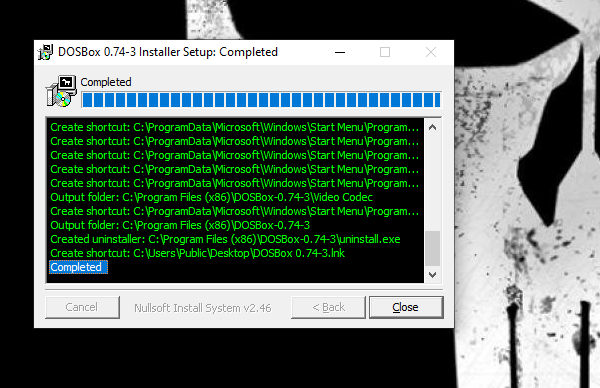 DOSBox 0.74-3 Installer Setup: Completed
Completed
Create shortcut: C:\ProgramData\Microsoft\Windows\Start Menu\Program...
Create shortcut: C:\ProgramData\Microsoft\Windows\Start Menu\Program...
Create shortcut: C:\ProgramData\Microsoft\Windows\Start Menu\Program...
Create shortcut: C:\ProgramData\Microsoft\Windows\Start Menu\Program...
Create shortcut: C:\ProgramData\Microsoft\Windows\Start Menu\Program...
Output folder: C:\Program Files (x86)\DOSBox-0.74-3\Video Codec
Create shortcut: C:\ProgramData\Microsoft\Windows\Start Menu\Program...
Output folder: C:\Program Files (x86)\DOSBox-0.74-3
Created uninstaller: C:\Program Files (x86)\DOSBox-0.74-3\uninstall.exe
Create shortcut: C:\Users\Public\Desktop\DOSBox 0.74-3.lnk
Completed
Cancel Nullsoft Install System v2.46 < Back Close